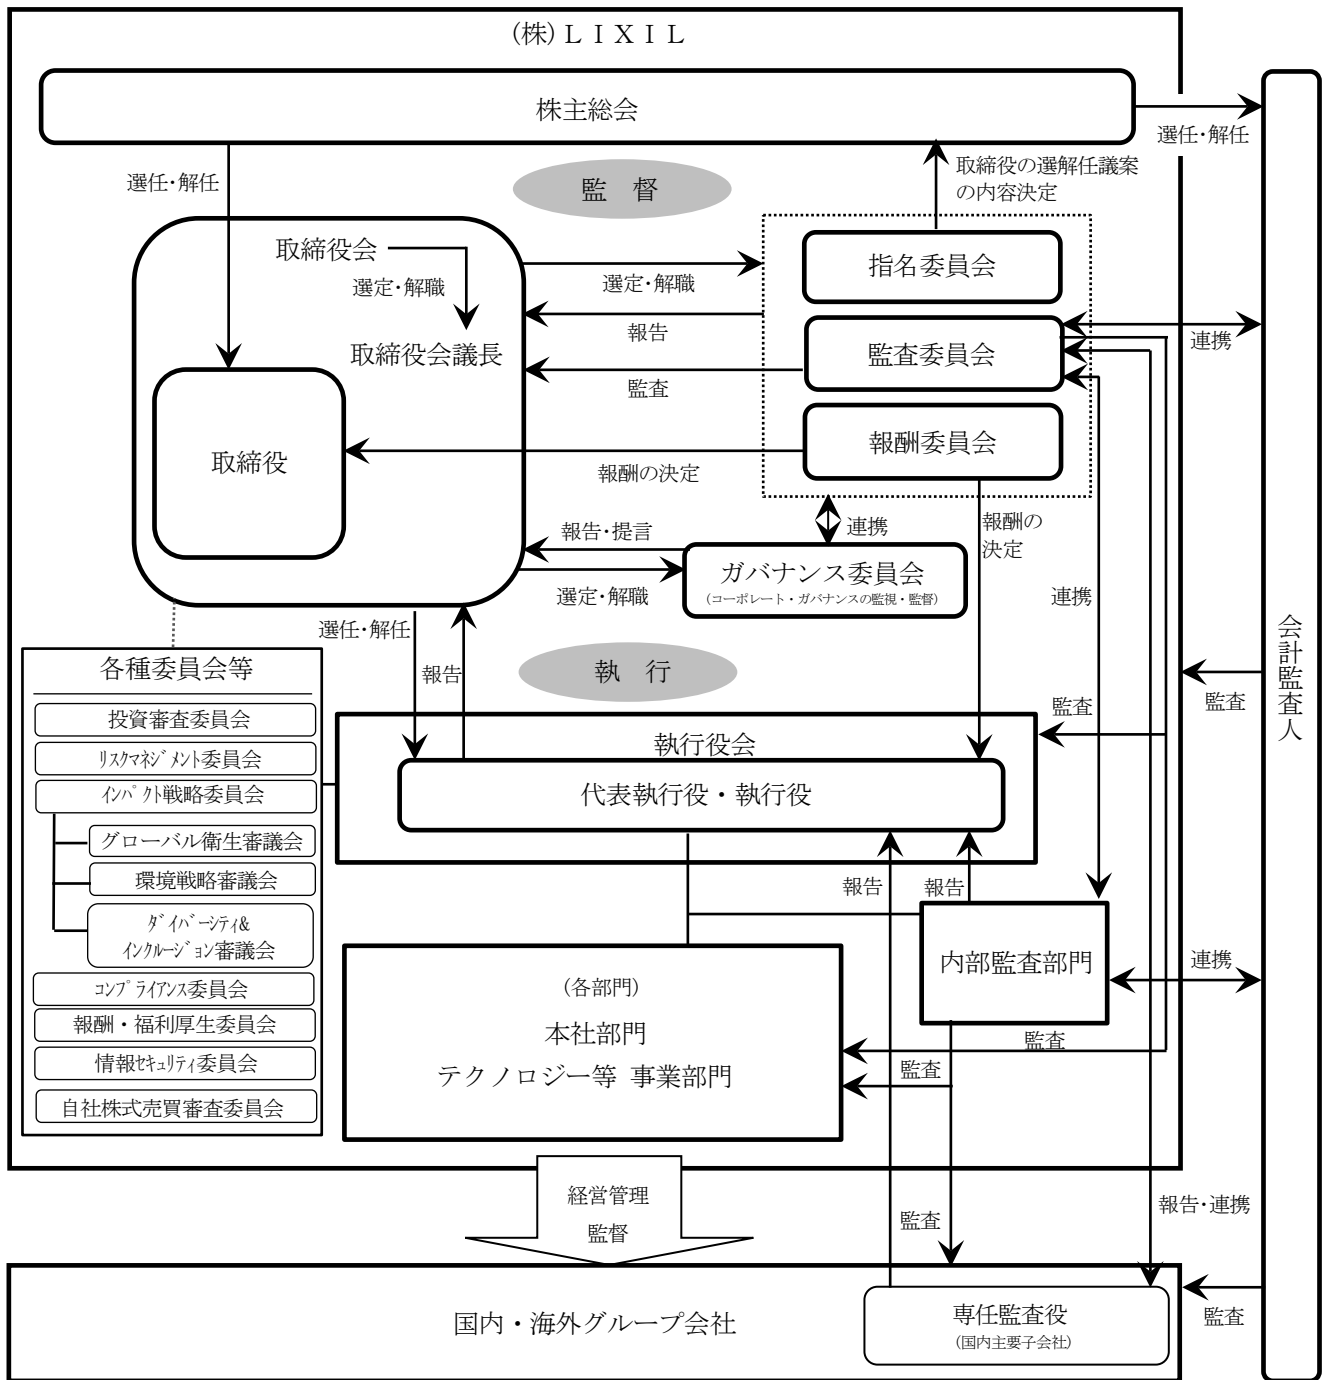 (株)ＬＩＸＩＬ
株主総会
選任･解任
選任･解任
監　督
取締役の選解任議案
の内容決定
取締役会
選定･解職
取締役会議長
取締役
選定･解職
報告
監査
報酬の決定
指名委員会
監査委員会
報酬委員会
連携
報告･提言
選定･解職
連携
報酬の
決定
ガバナンス委員会
(コーポレート・ガバナンスの監視・監督)
連携
会計監査人
選任･解任
報告
執　行
監査
監査
各種委員会等
投資審査委員会
ﾘｽｸﾏﾈｼﾞﾒﾝﾄ委員会
ｲﾝﾊﾟｸﾄ戦略委員会
グローバル衛生審議会
環境戦略審議会
ﾀﾞｲﾊﾞｰｼﾃｨ&
ｲﾝｸﾙｰｼﾞｮﾝ審議会
ｺﾝﾌﾟﾗｲｱﾝｽ委員会
報酬・福利厚生委員会
情報ｾｷｭﾘﾃｨ委員会
自社株式売買審査委員会
執行役会
代表執行役・執行役
報告
報告
(各部門)
本社部門
テクノロジー等 事業部門
内部監査部門
連携
監査
監査
経営管理
監督
監査
報告･連携
国内・海外グループ会社
専任監査役
(国内主要子会社)
監査